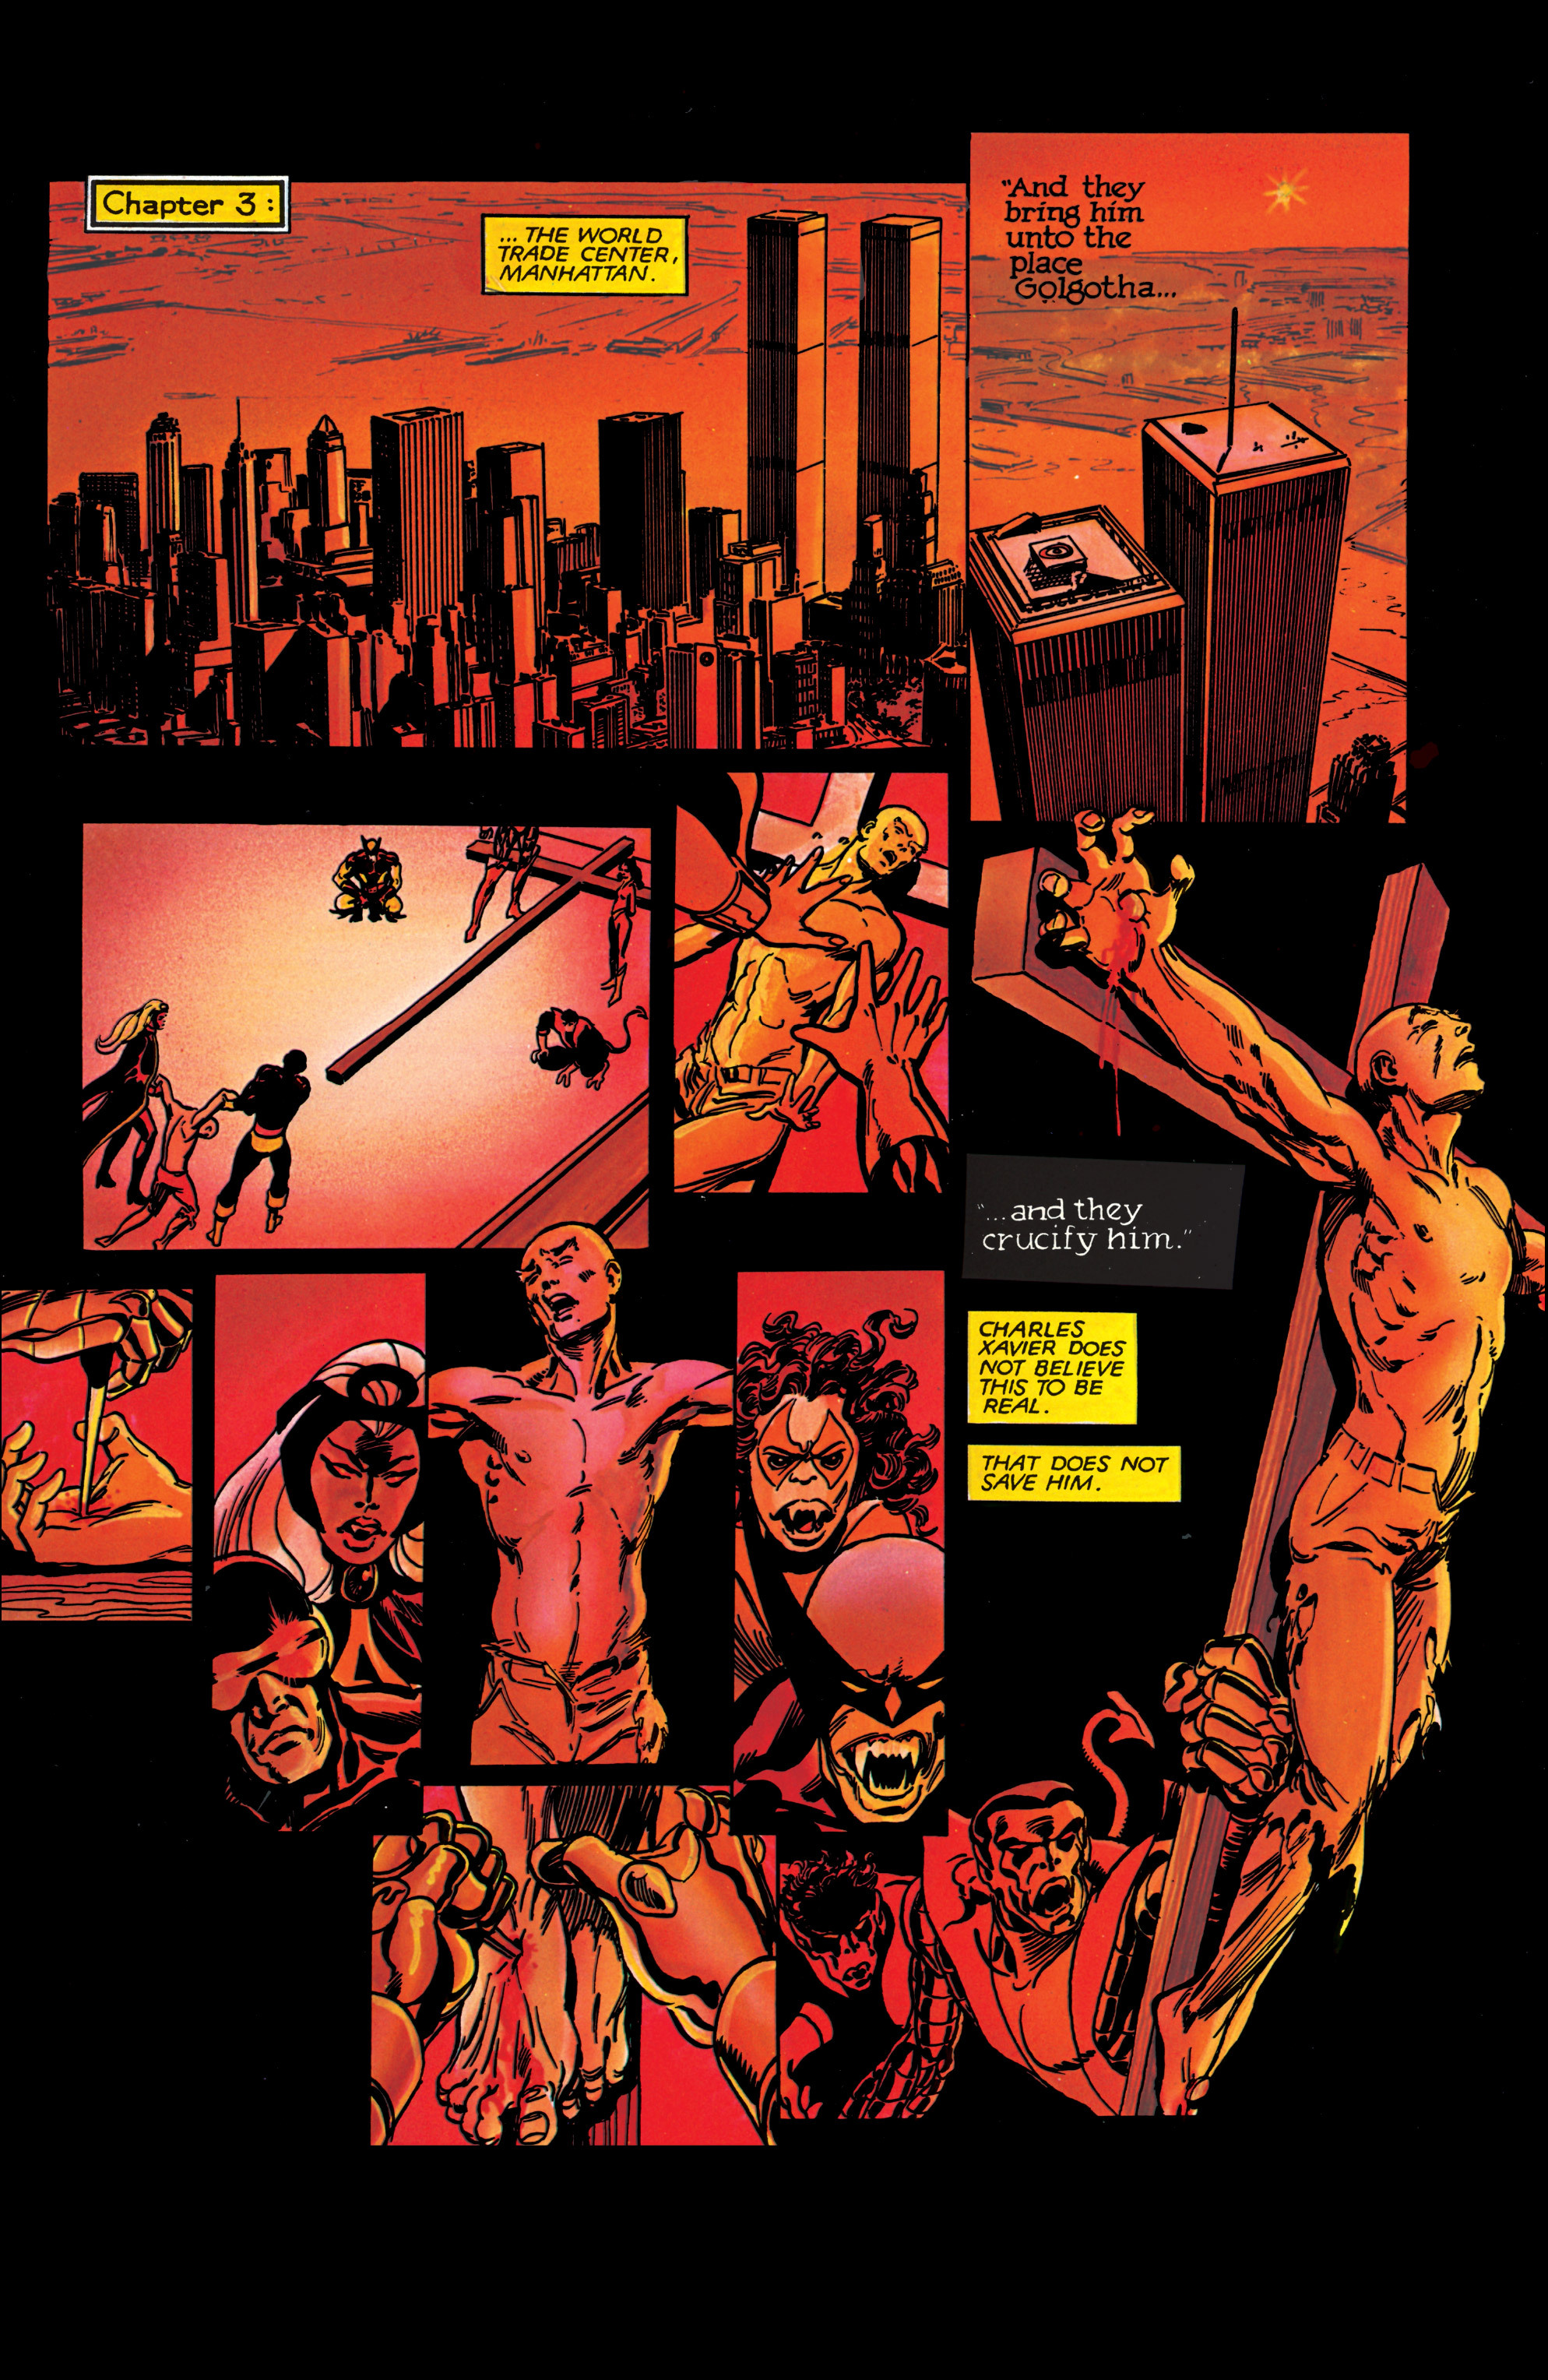 Chapter 3:
...THE WORLD
TRADE CENTER,
MANHATTAN.
"And they
bring him
unto the
place
Golgotha...
"...and they
crucify him."
CHARLES
XAVIER DOES
NOT BELIEVE
THIS TO BE
REAL.
THAT DOES NOT
SAVE HIM.